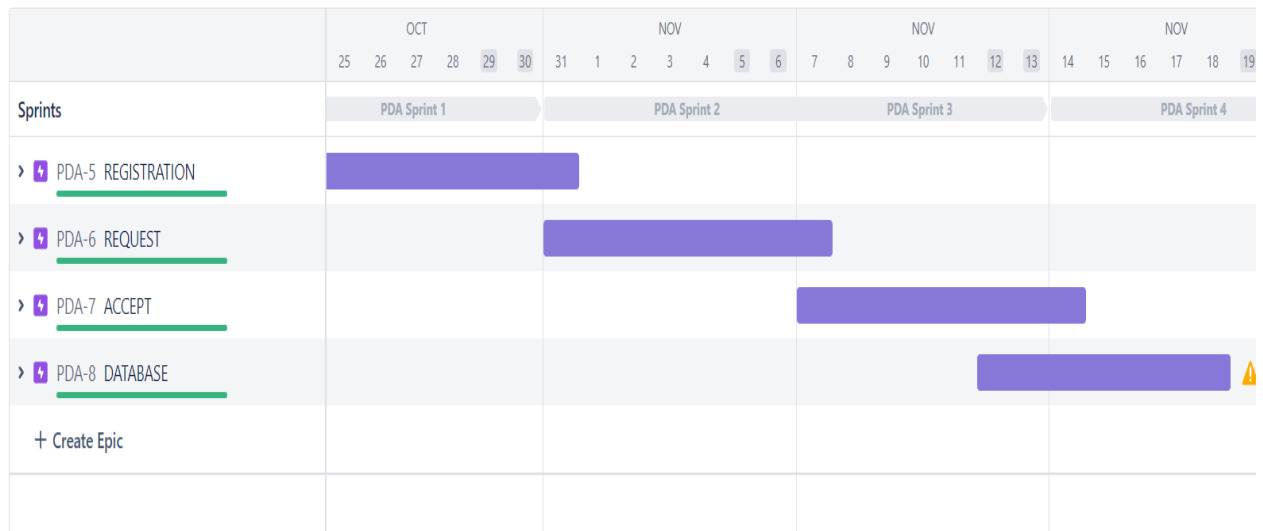 OCT NOV NOV NOV
25 26 27 28 29 30 31 1 2 3 4 5 6 7 8 9 10 11 12 13 14 15 16 17 18 19
Sprints PDA Sprint 1 PDA Sprint 2 PDA Sprint 3 PDA Sprint 4
PDA-5 REGISTRATION
PDA-6 REQUEST
PDA-7 ACCEPT
PDA-8 DATABASE
+ Create Epic